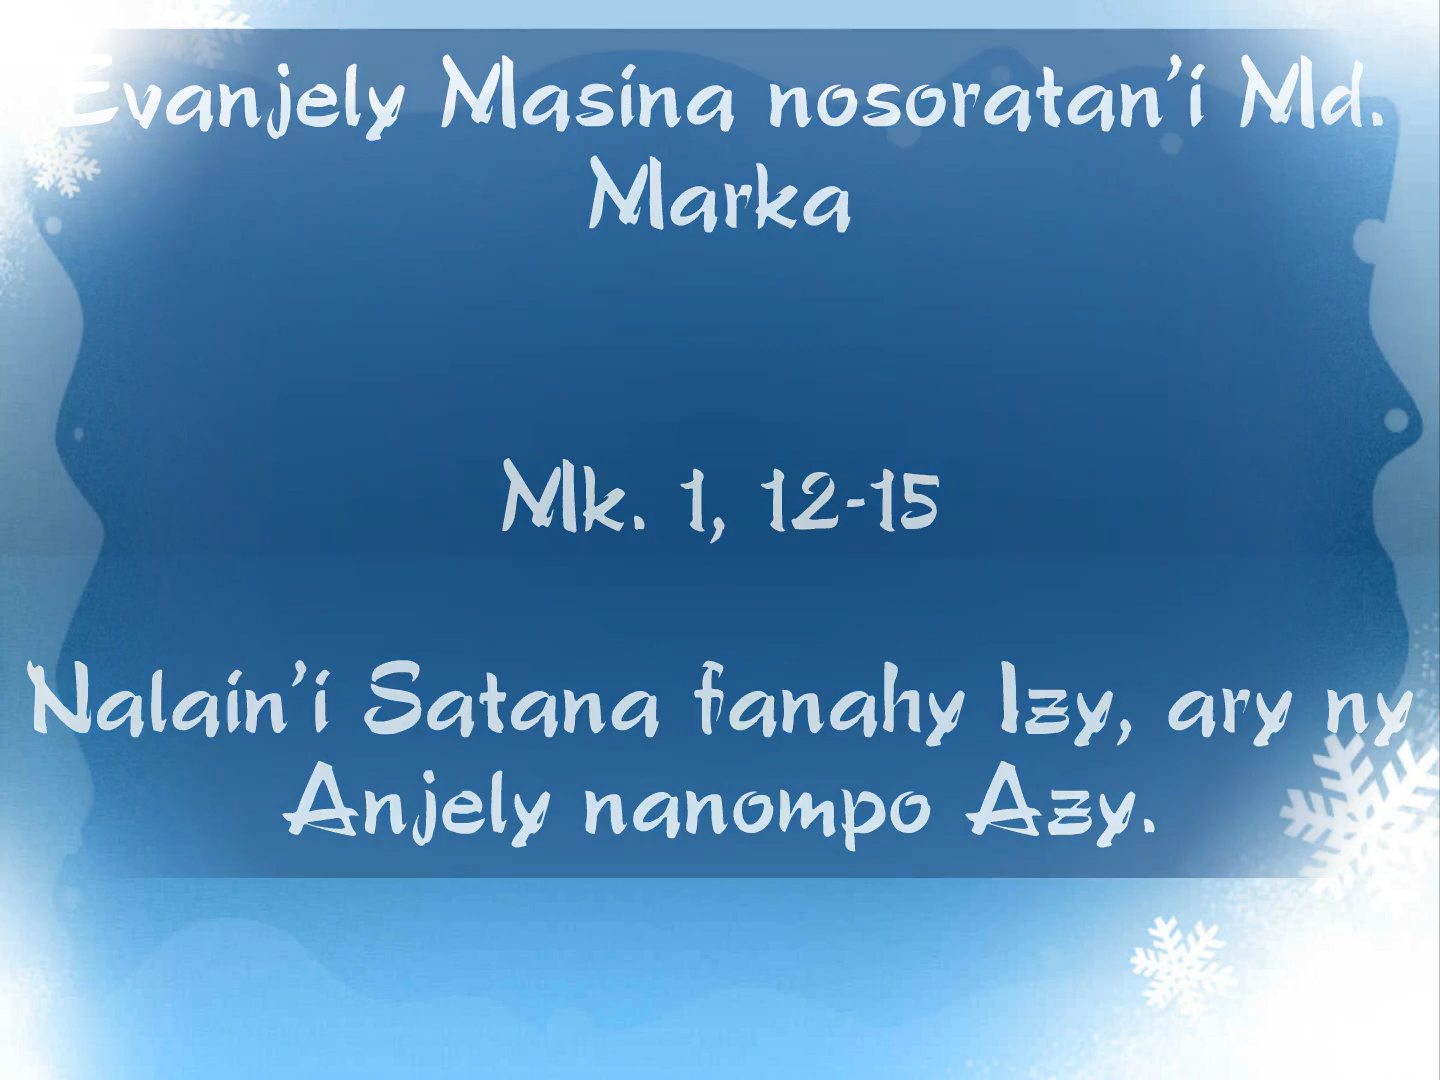 Evanjely Masina nosoratan’i Md.
Marka
Mk. 1, 12-15
Nalain’i Satana fanahy Izy, ary ny
Anjely nanompo Azy.